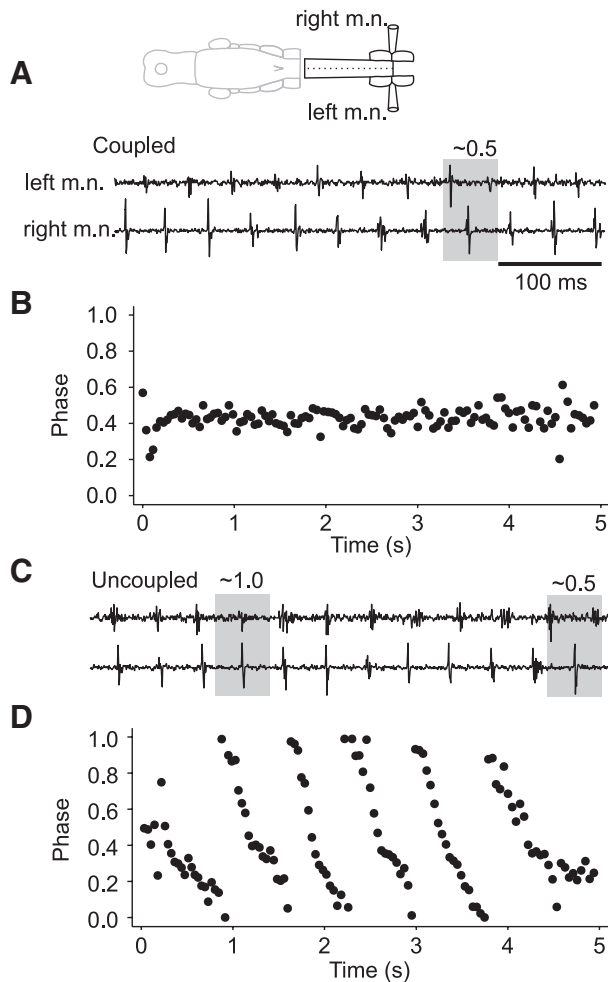 A
right m.n.
left m.n.
Coupled
~0.5
left m.n.
right m.n.
100 ms
B
1.0
0.8
0.6
0.4
0.2
0.0
Phase
0 1 2 3 4 5
Time (s)
C
Uncoupled
~1.0
~0.5
D
1.0
0.8
0.6
0.4
0.2
0.0
Phase
0 1 2 3 4 5
Time (s)